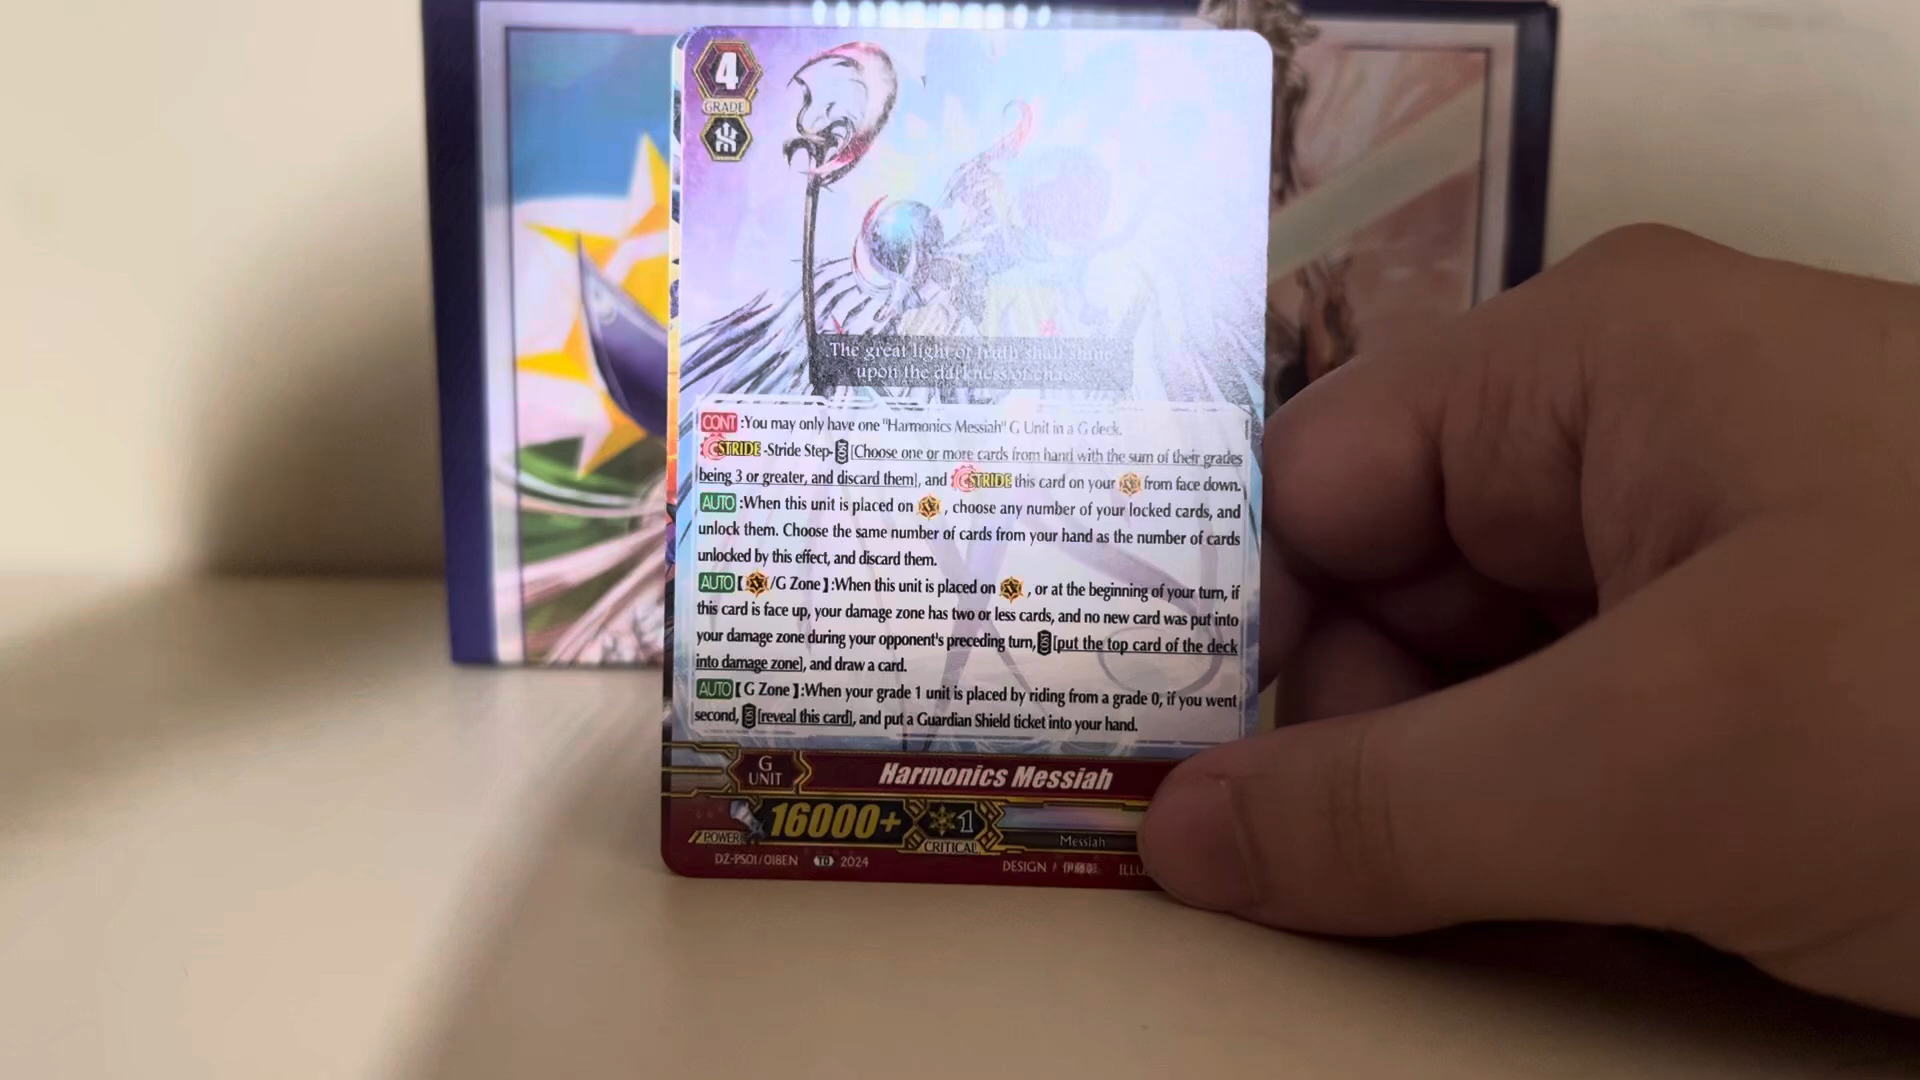 4
GRADE
The great light of truth shall shine
upon the darkness of chaos.
CONT:You may only have one "Harmonics Messiah" G Unit in a G deck.
STRIDE-Stride Step-[Choose one or more cards from hand with the sum of their grades
being 3 or greater, and discard them], and STRIDE this card on your from face down.
AUTO:When this unit is placed on , choose any number of your locked cards, and
unlock them. Choose the same number of cards from your hand as the number of cards
unlocked by this effect, and discard them.
AUTO【 /G Zone】:When this unit is placed on , or at the beginning of your turn, if
this card is face up, your damage zone has two or less cards, and no new card was put into
your damage zone during your opponent's preceding turn, [put the top card of the deck
into damage zone], and draw a card.
AUTO【G Zone】:When your grade 1 unit is placed by riding from a grade 0, if you went
second, [reveal this card], and put a Guardian Shield ticket into your hand.
G
UNIT
Harmonics Messiah
POWER 16000+ 1
CRITICAL
Messiah
DZ-PS01/018EN TD 2024
DESIGN / 伊藤彰 ILLU